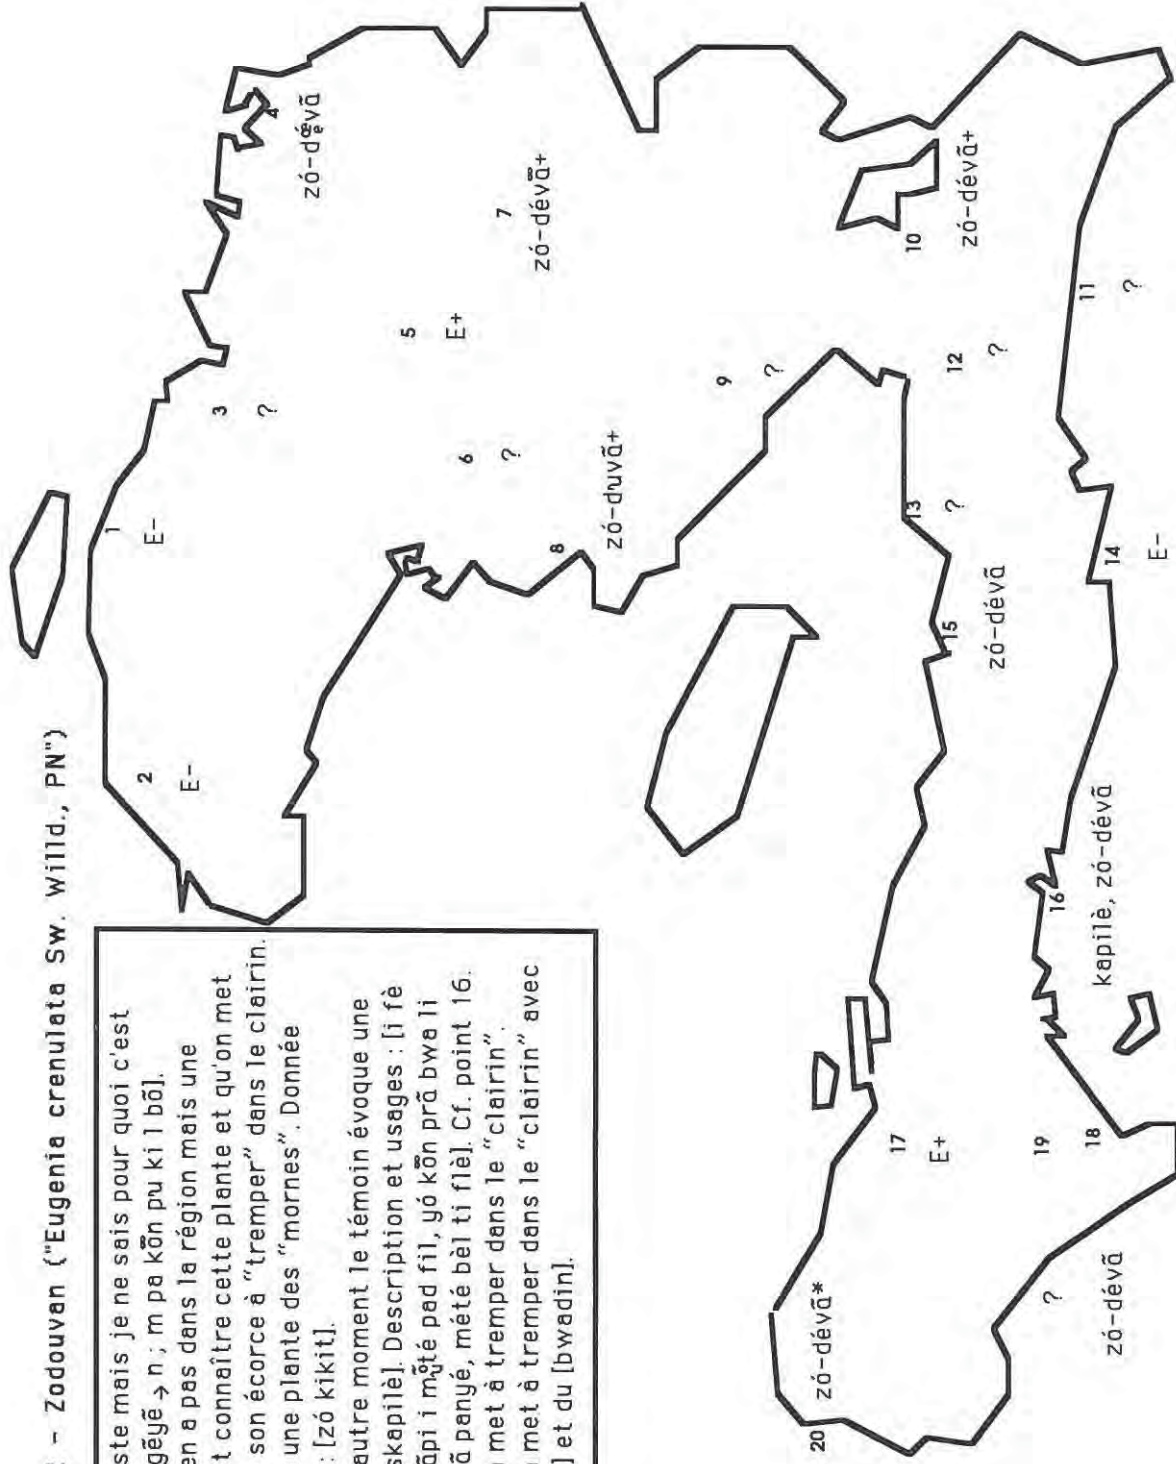 – Zodouvan ("Eugenia crenulata Sw. Willd., PN")
ste mais je ne sais pour quoi c'est
gẽyẽ → n ; m pa kõn pu ki l bõ].
en a pas dans la région mais une
t connaître cette plante et qu'on met
son écorce à "tremper" dans le clairin.
une plante des "mornes". Donnée
: [zó kikit].
autre moment le témoin évoque une
skapilè]. Description et usages : [i fè
ãpi i mṹté pad fil, yó kõn prã bwa li
ã panyé, mété bèl ti flè]. Cf. point 16.
met à tremper dans le "clairin".
met à tremper dans le "clairin" avec
] et du [bwadin].
1
E-
2
E-
3
?
4
5
E+
6
?
7
zó-dévã+
8
zó-duvã+
9
?
10
zó-dévã+
11
?
12
?
13
?
14
E-
15
zó-dévã
16
kapilè, zó-dévã
17
E+
18
19
?
zó-dévã
20
zó-dévã*